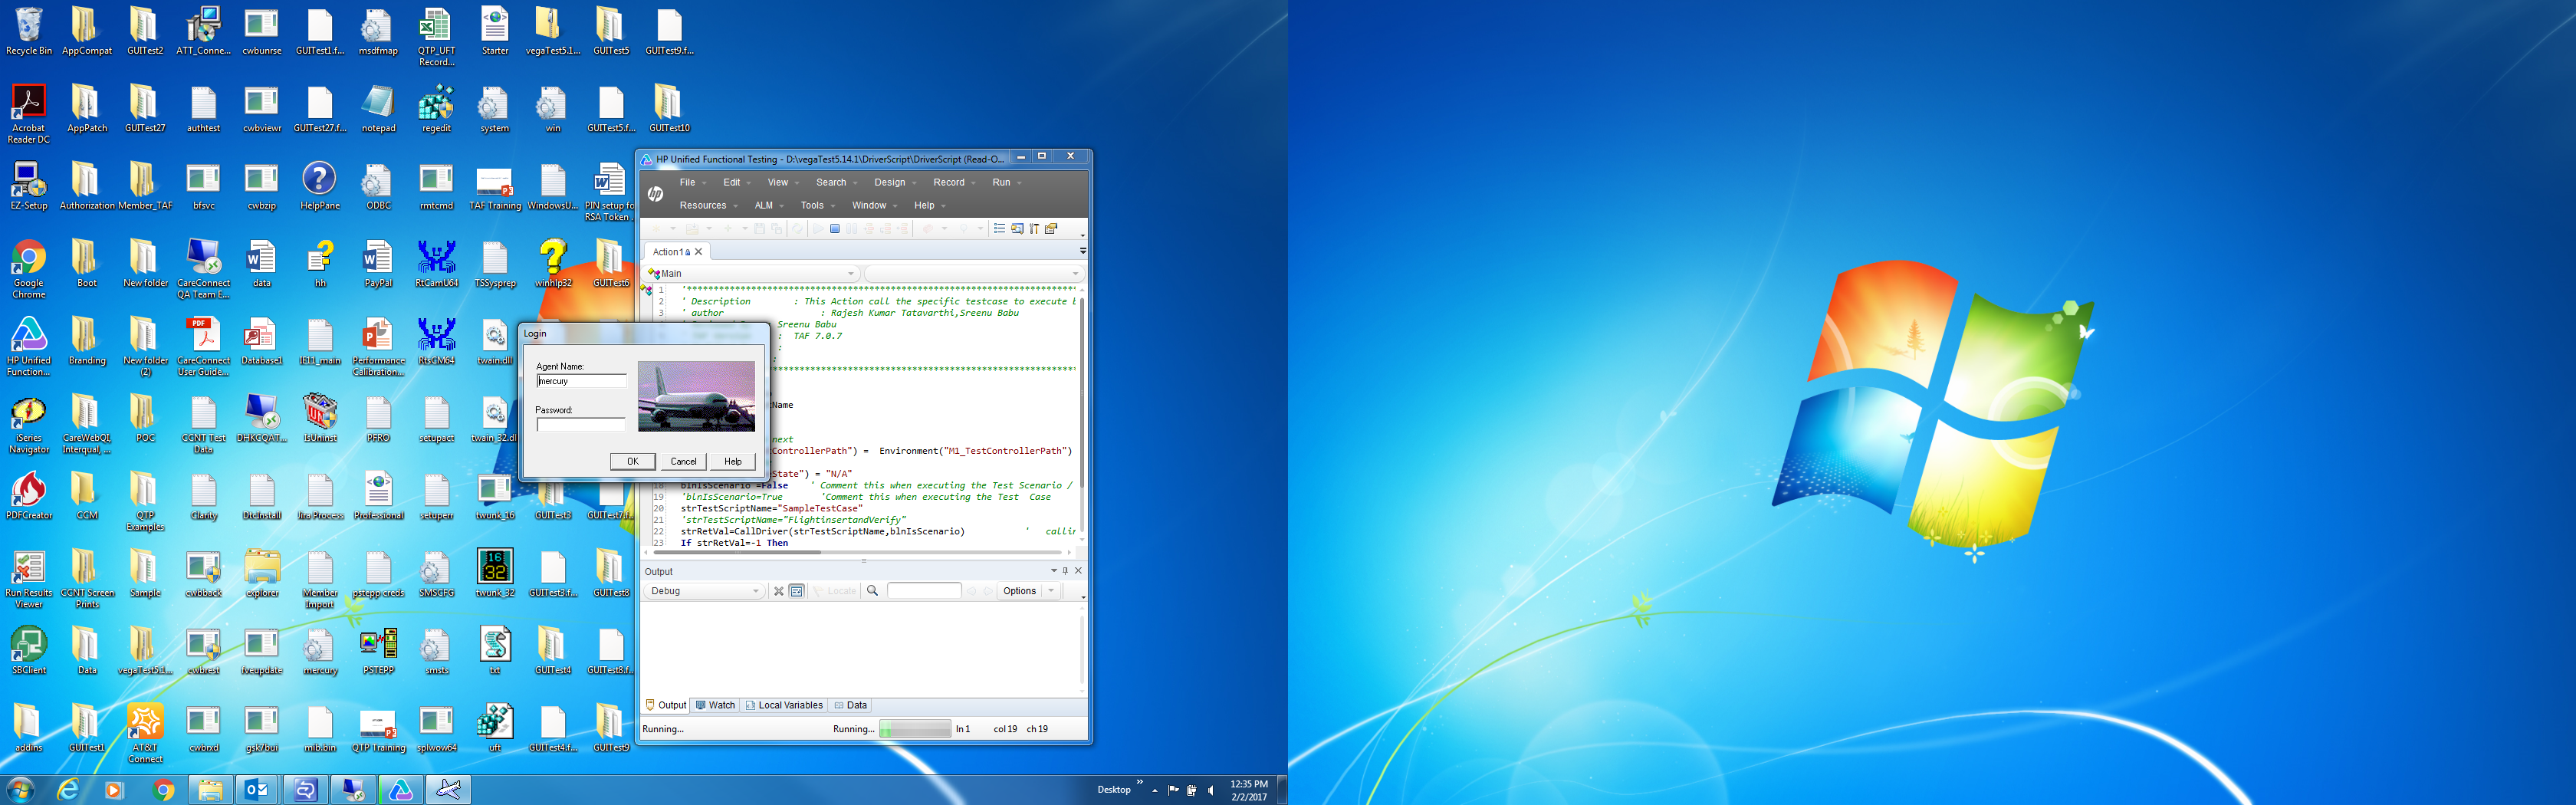 Recycle Bin
AppCompat
GUITest2
ATT_Conne...
cwbunrse
GUITest1.f...
msdfmap
QTP_UFT
Record...
Starter
vegaTest5.1...
GUITest5
GUITest9.f...
Acrobat
Reader DC
AppPatch
GUITest27
authtest
cwbviewr
GUITest27.f...
notepad
regedit
system
win
GUITest5.f...
GUITest10
EZ-Setup
Authorization
Member_TAF
bfsvc
cwbzip
HelpPane
ODBC
rmtcmd
TAF Training
WindowsU...
PIN setup fo
RSA Token ..
Google
Chrome
Boot
New folder
CareConnect
QA Team E...
data
hh
PayPal
RtCamU64
TSSysprep
winhlp32
GUITest6
HP Unified
Function...
Branding
New folder
(2)
CareConnect
User Guide...
Database1
IE11_main
Performance
Calibration...
RtsCM64
twain.dll
iSeries
Navigator
CareWebQI,
Interqual, ...
POC
CCNT Test
Data
DHKCQAT...
ISUninst
PFRO
setupact
twain_32.dl
PDFCreator
CCM
QTP
Examples
Clarity
DtcInstall
Jira Process
Professional
setuperr
twunk_16
GUITest3
GUITest7.f..
Run Results
Viewer
CCNT Screen
Prints
Sample
cwbback
explorer
Member
Import
pstepp creds
SMSCFG
twunk_32
GUITest3.f...
GUITest8
SBClient
Data
vegaTest5.1...
cwbrest
fveupdate
mercury
PSTEPP
smsts
txt
GUITest4
GUITest8.f..
addins
GUITest1
AT&T
Connect
cwbrxd
gsk7bui
mib.bin
QTP Training
splwow64
uft
GUITest4.f...
GUITest9
HP Unified Functional Testing - D:\vegaTest5.14.1\DriverScript\DriverScript (Read-O...
File Edit View Search Design Record Run
Resources ALM Tools Window Help
Action1
Main
1 '**************************************************************************
2 ' Description : This Action call the specific testcase to execute b
3 ' author : Rajesh Kumar Tatavarthi,Sreenu Babu
Sreenu Babu
: TAF 7.0.7
:
:
**********************************************************
tName
next
ControllerPath") = Environment("M1_TestControllerPath")
State") = "N/A"
18 blnIsScenario =False ' Comment this when executing the Test Scenario /
19 'blnIsScenario=True 'Comment this when executing the Test Case
20 strTestScriptName="SampleTestCase"
21 'strTestScriptName="FlightinsertandVerify"
22 strRetVal=CallDriver(strTestScriptName,blnIsScenario) ' callin
23 If strRetVal=-1 Then
Login
Agent Name:
mercury
Password:
OK Cancel Help
Output
Debug Locate Options
Output Watch Local Variables Data
Running... Running... ln 1 col 19 ch 19
Desktop
12:35 PM
2/2/2017